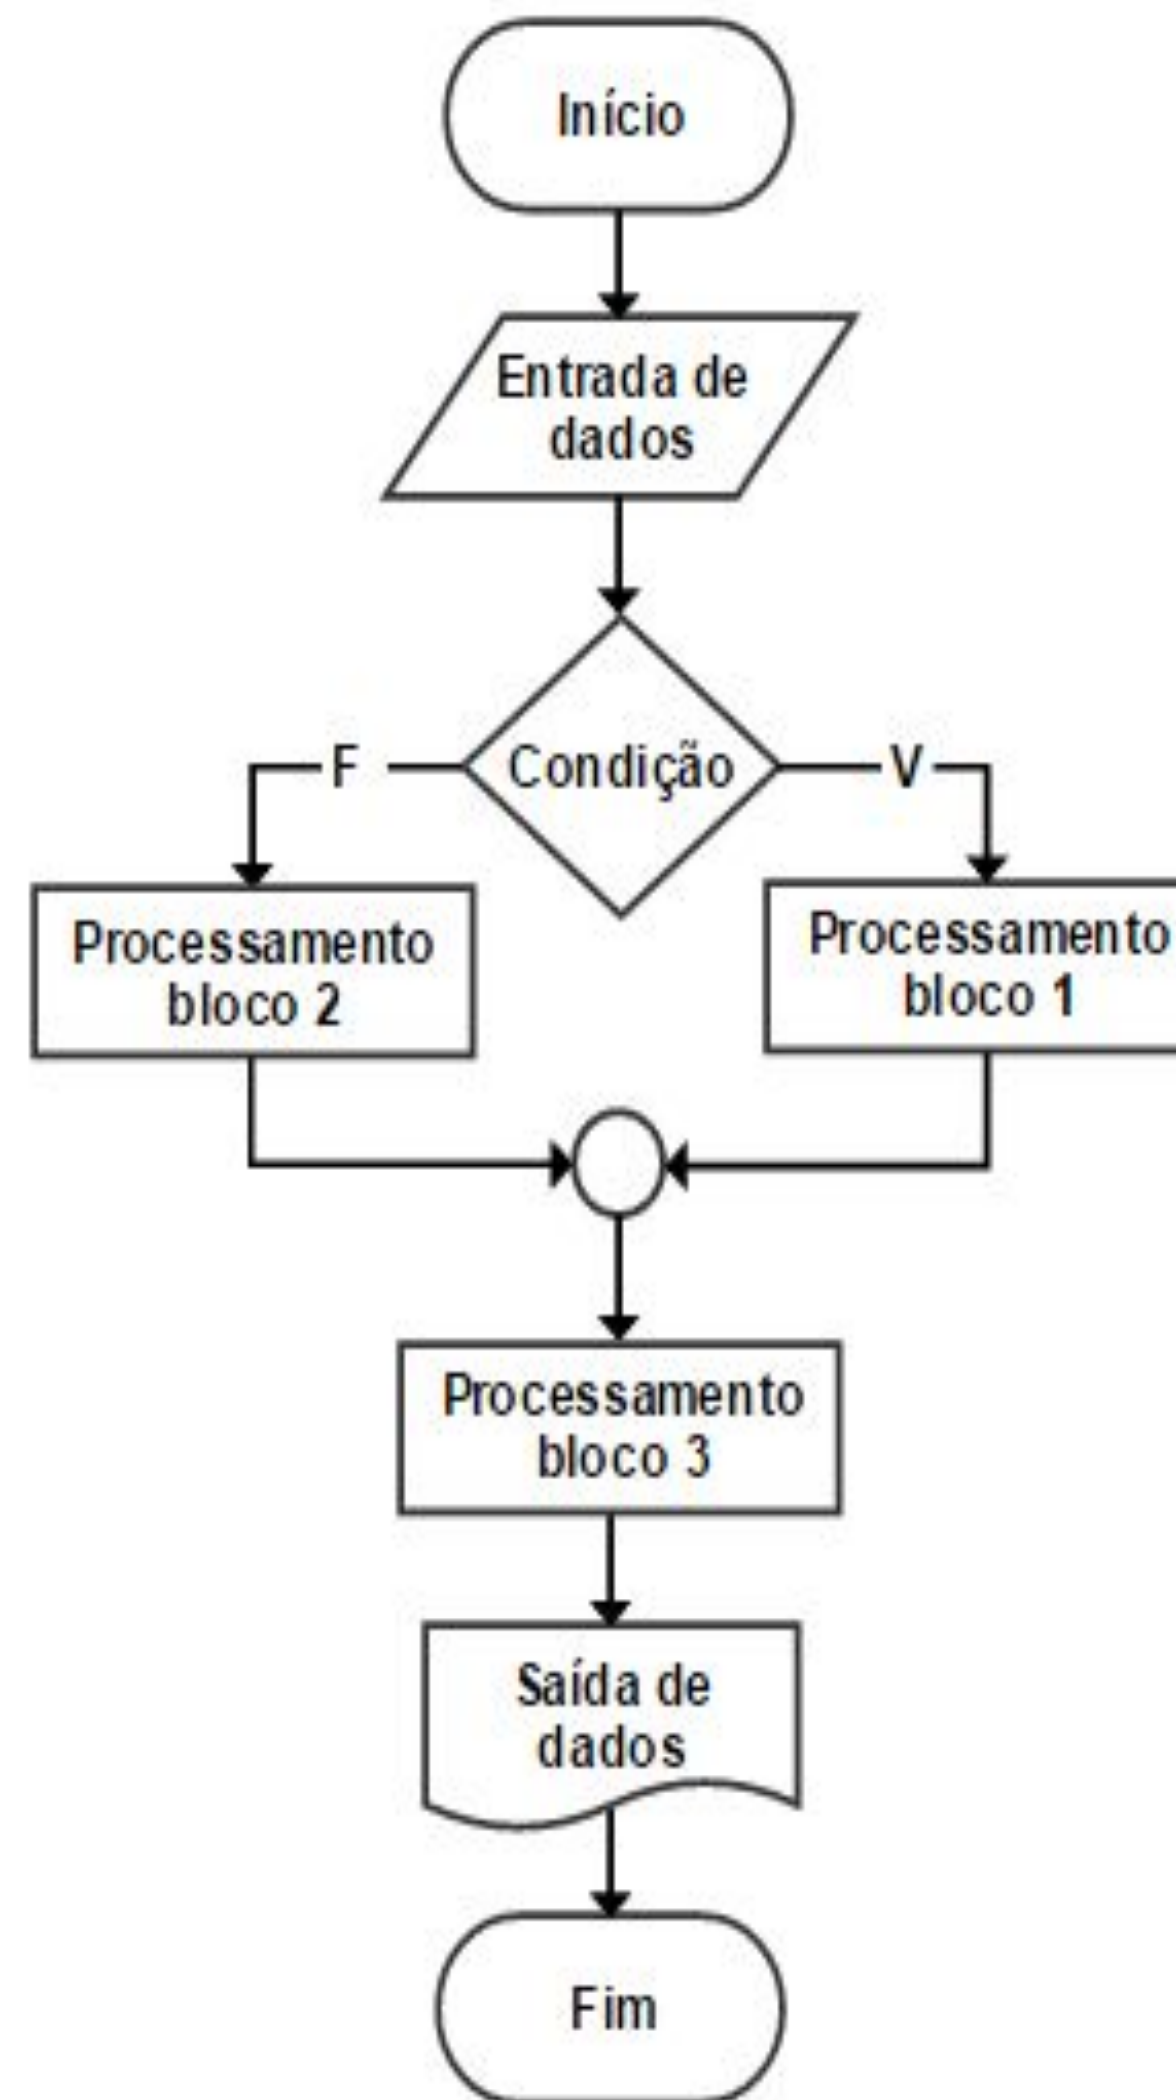 Início
Entrada de
dados
Condição
F
V
Processamento
bloco 2
Processamento
bloco 1
Processamento
bloco 3
Saída de
dados
Fim